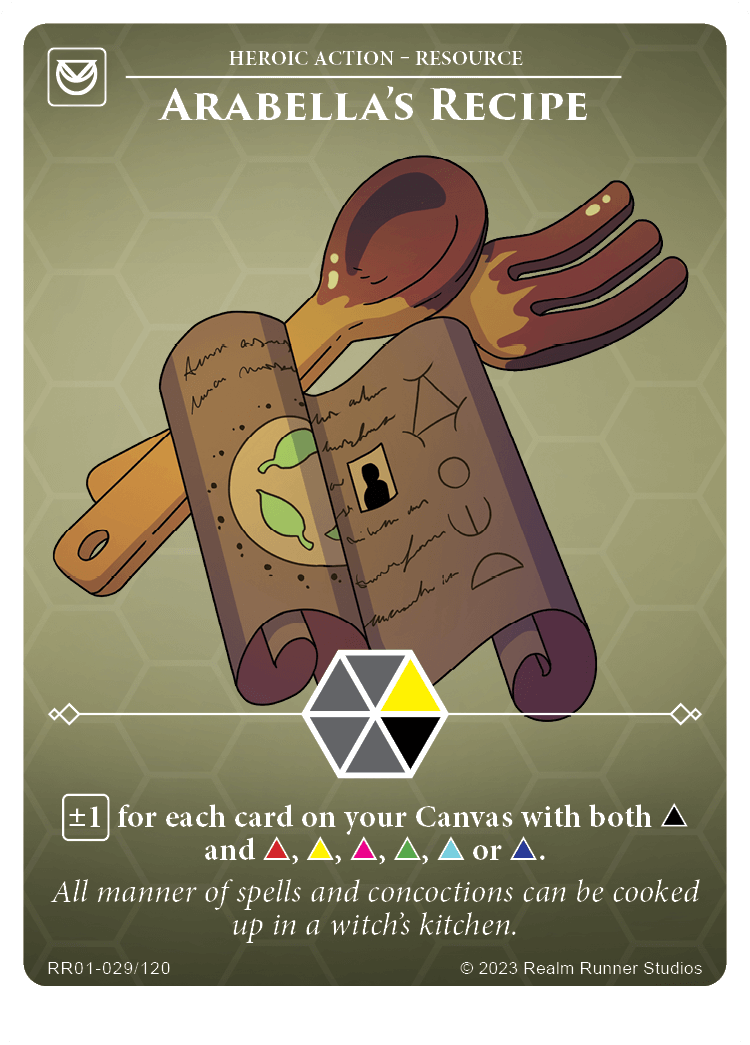 HEROIC ACTION – RESOURCE
ARABELLA'S RECIPE
±1 for each card on your Canvas with both
and , , , , or .
All manner of spells and concoctions can be cooked
up in a witch's kitchen.
RR01-029/120
© 2023 Realm Runner Studios